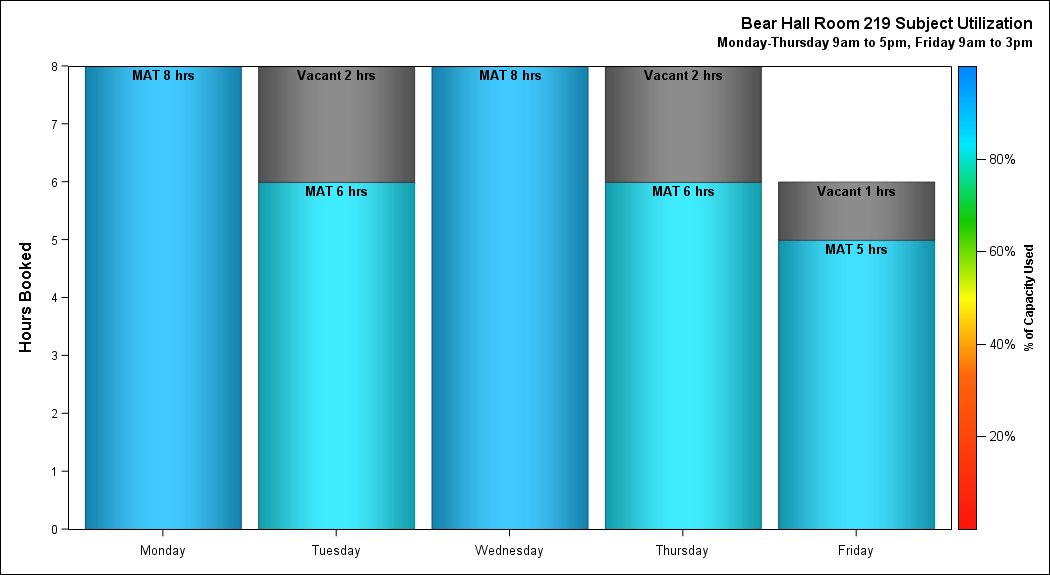 Bear Hall Room 219 Subject Utilization
Monday-Thursday 9am to 5pm, Friday 9am to 3pm
Hours Booked
8
7
6
5
4
3
2
1
0
MAT 8 hrs
Vacant 2 hrs
MAT 6 hrs
MAT 8 hrs
Vacant 2 hrs
MAT 6 hrs
Vacant 1 hrs
MAT 5 hrs
Monday
Tuesday
Wednesday
Thursday
Friday
80%
60%
40%
20%
% of Capacity Used